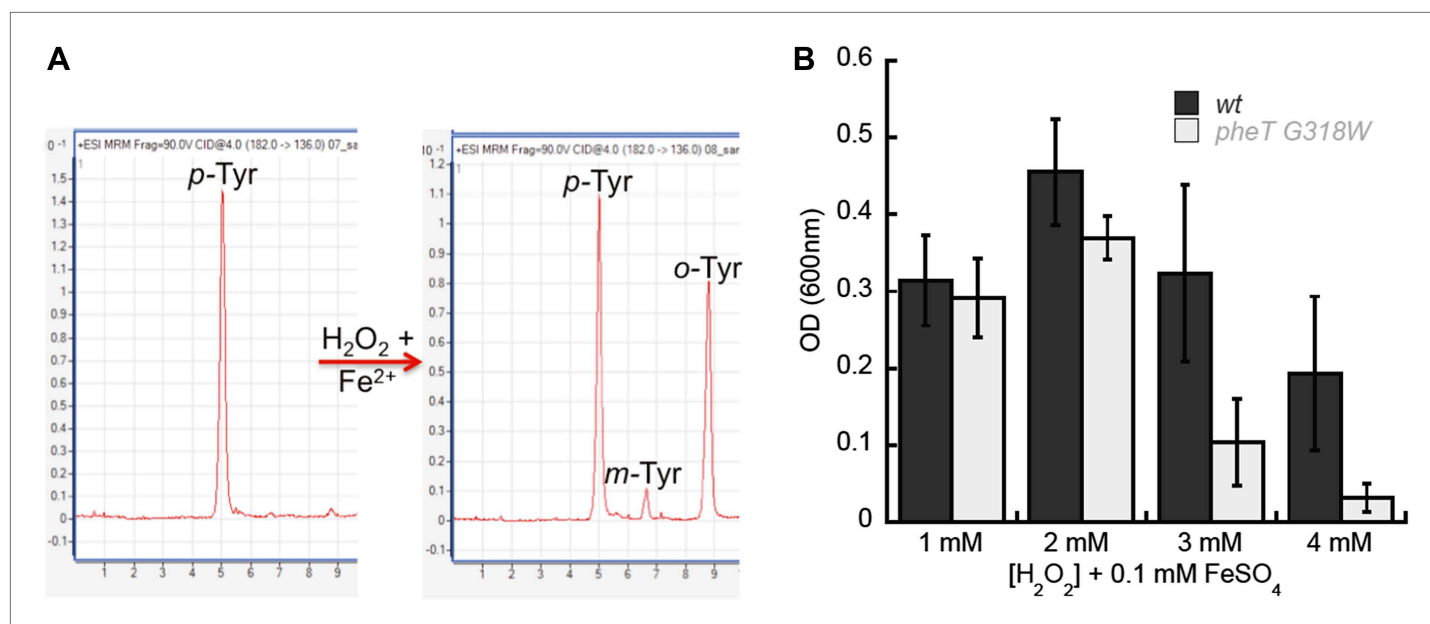 A
0 -1 +ESI MRM Frag=90.0V CID@4.0 (182.0 -> 136.0) 07_sa
1
p-Tyr
1.5
1.4
1.3
1.2
1.1
1
0.9
0.8
0.7
0.6
0.5
0.4
0.3
0.2
0.1
0
-0.1
1 2 3 4 5 6 7 8 9
H2O2 +
Fe2+
10 -1 +ESI MRM Frag=90.0V CID@4.0 (182.0 -> 136.0) 08_sar
1
p-Tyr
o-Tyr
m-Tyr
1.2
1.1
1
0.9
0.8
0.7
0.6
0.5
0.4
0.3
0.2
0.1
0
-0.1
1 2 3 4 5 6 7 8 9
B
wt
pheT G318W
OD (600nm)
0.6
0.5
0.4
0.3
0.2
0.1
0
1 mM 2 mM 3 mM 4 mM
[H2O2] + 0.1 mM FeSO4